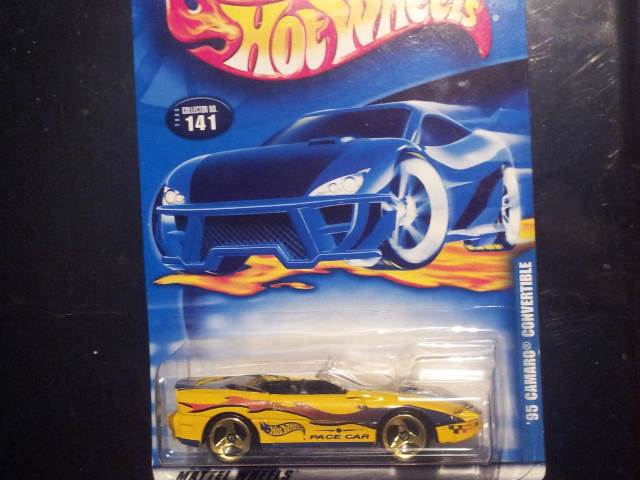 HOT WHEELS
COLLECTOR NO.
141
'95 CAMARO® CONVERTIBLE
HOT WHEELS
PACE CAR
MATTEL WHEELS